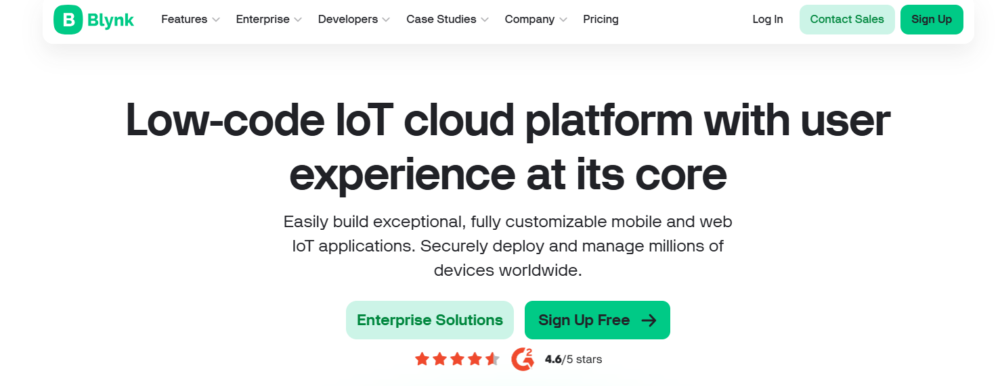 B Blynk Features Enterprise Developers Case Studies Company Pricing Log In Contact Sales Sign Up
Low-code IoT cloud platform with user
experience at its core
Easily build exceptional, fully customizable mobile and web
IoT applications. Securely deploy and manage millions of
devices worldwide.
Enterprise Solutions Sign Up Free
G2 4.6/5 stars